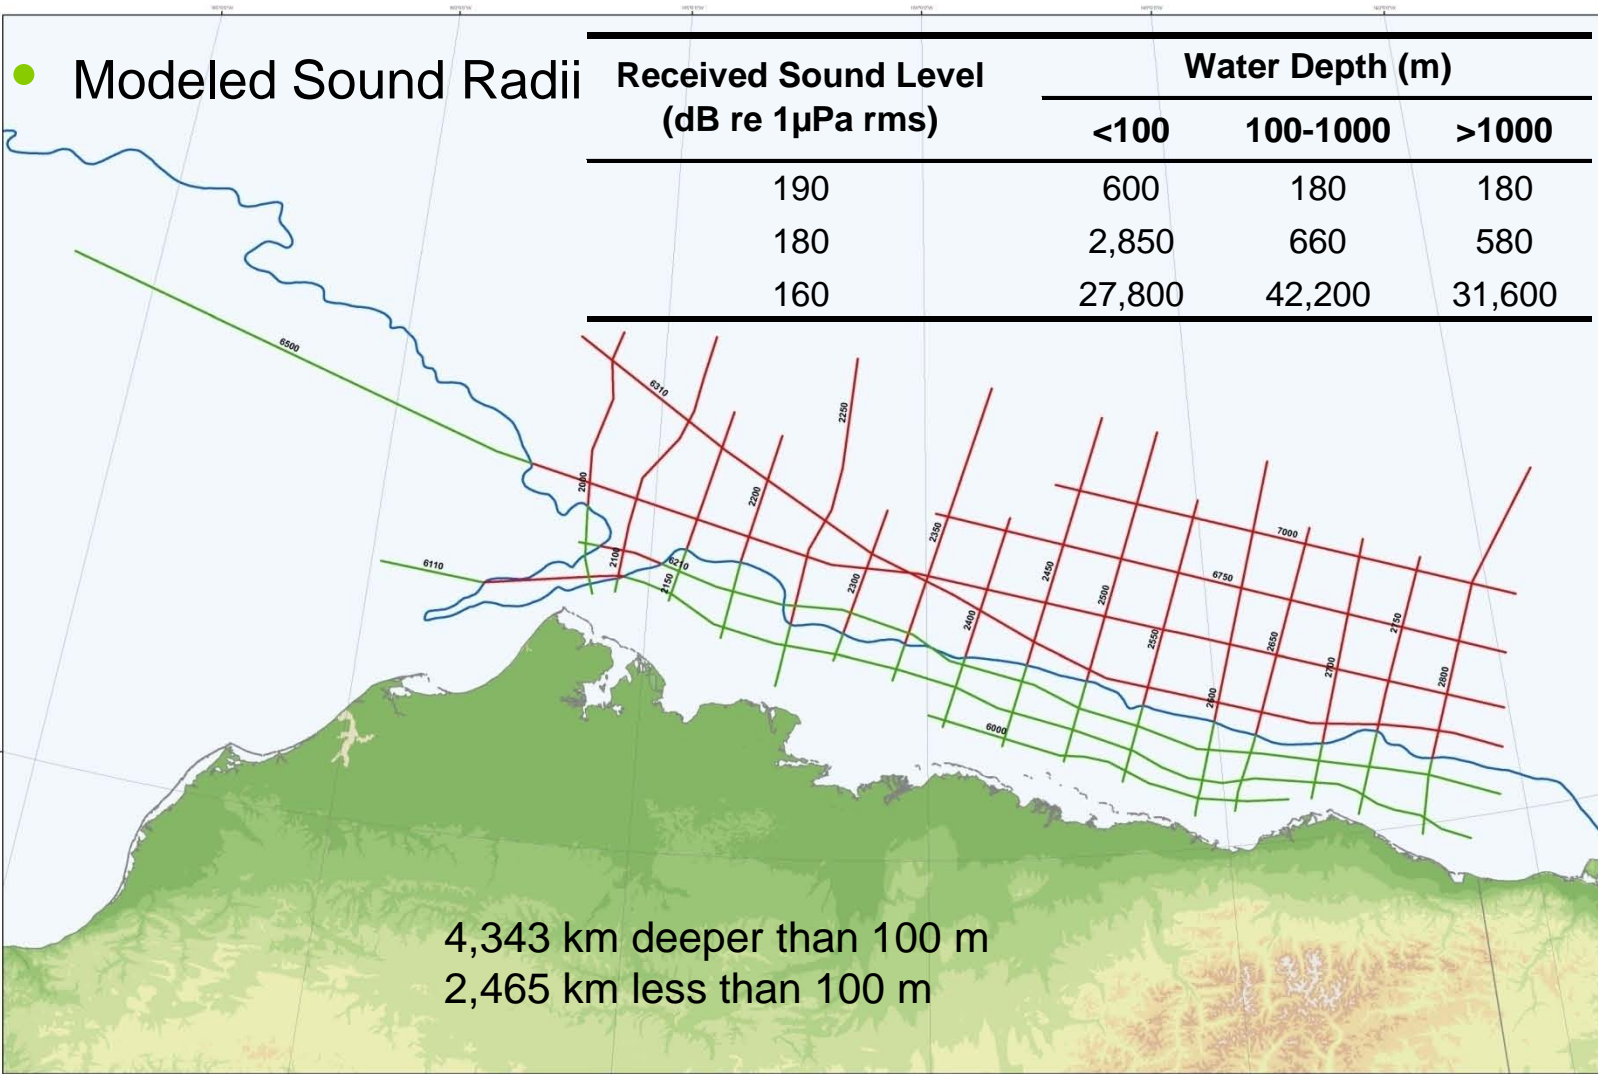 • Modeled Sound Radii
Received Sound Level
(dB re 1µPa rms)
Water Depth (m)
<100 100-1000 >1000
190 600 180 180
180 2,850 660 580
160 27,800 42,200 31,600
6500
6310
2250
2000
2200
2350
7000
6110
2100
6210
2150
2300
2450
6750
2500
2400
2550
2650
2750
2700
2800
2600
6000
4,343 km deeper than 100 m
2,465 km less than 100 m